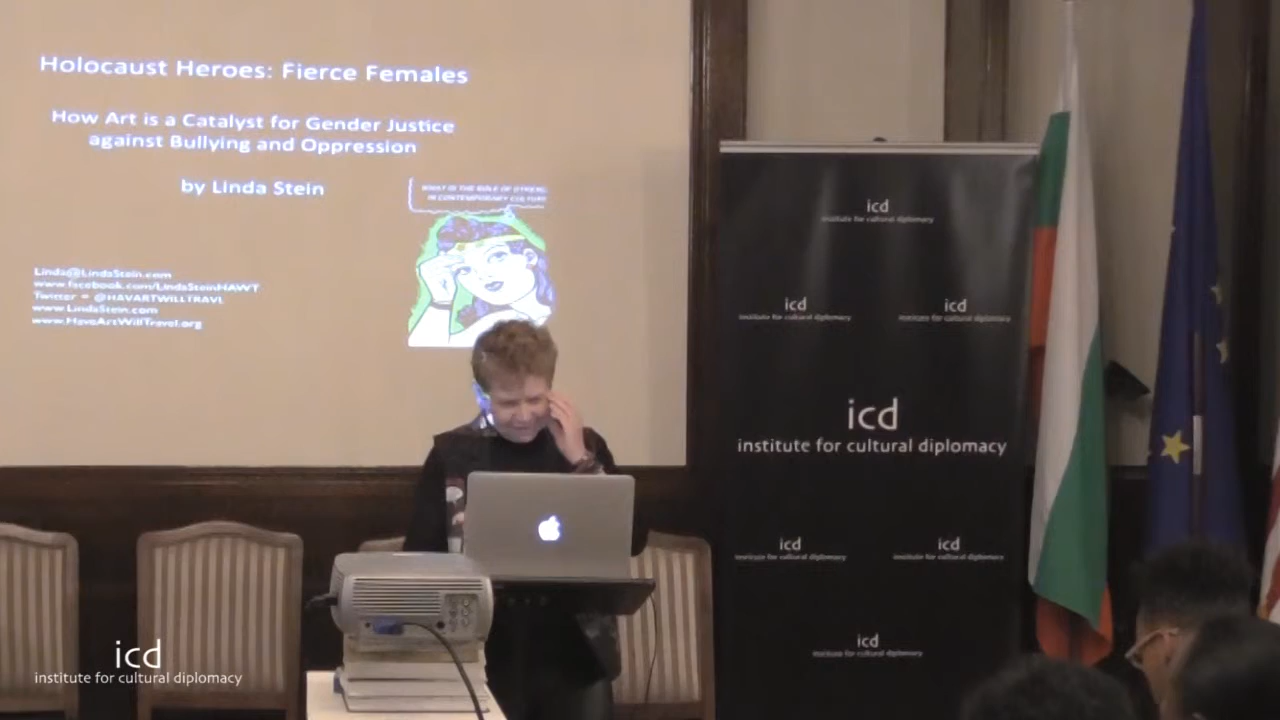 Holocaust Heroes: Fierce Females
How Art is a Catalyst for Gender Justice
against Bullying and Oppression
by Linda Stein
WHAT IS THE ROLE OF
IN CONTEMPORARY
Linda@LindaStein.com
www.facebook.com/LindaSteinHAWT
Twitter = @HAVARTWILLTRAVL
www.LindaStein.com
www.HaveArtWillTravel.org
icd
institute for cultural diplomacy
icd
institute for cultural diplomacy
icd
institute for cultural diplomacy
icd
institute for cultural diplomacy
icd
institute for cultural diplomacy
icd
institute for cultural diplomacy
icd
institute for cultural diplomacy
icd
institute for cultural diplomacy